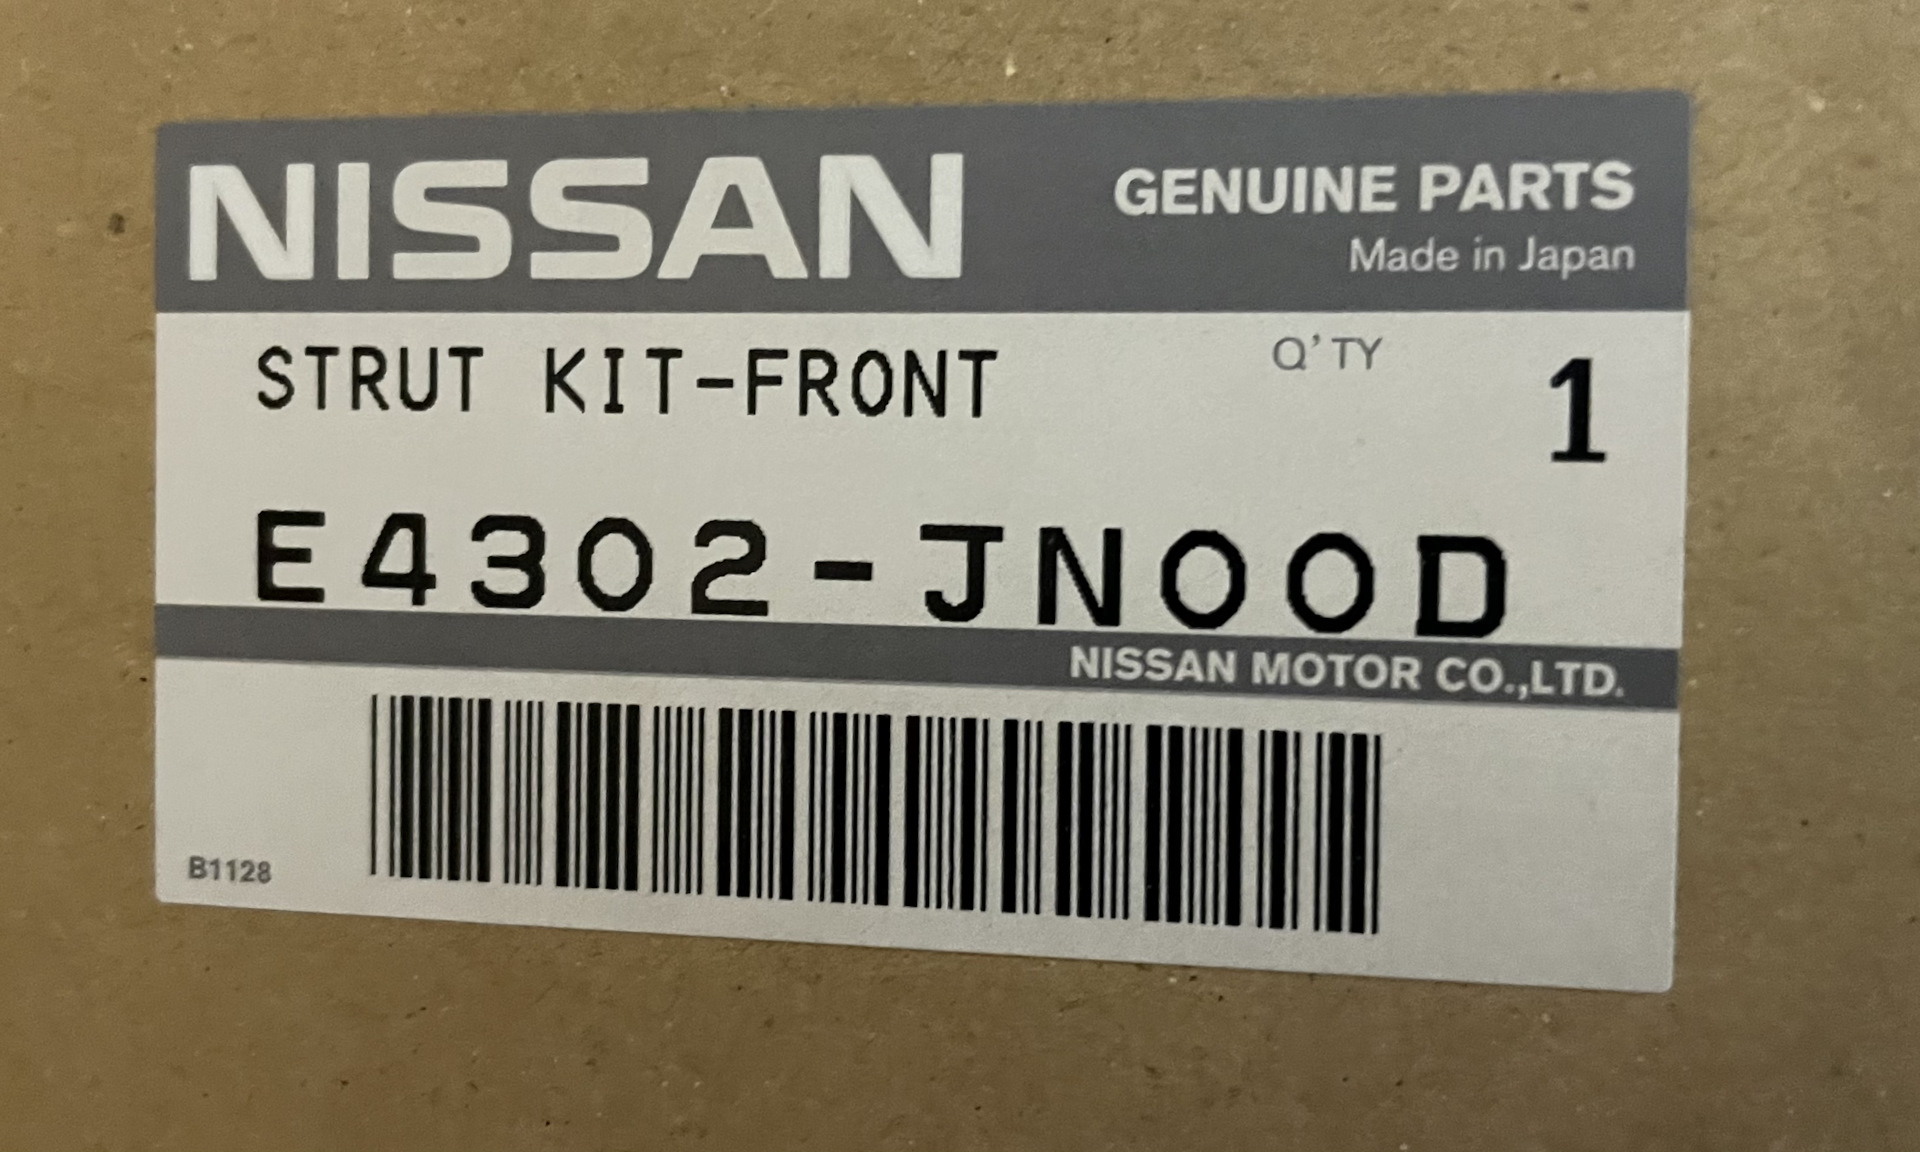 NISSAN
GENUINE PARTS
Made in Japan
STRUT KIT-FRONT
Q'TY
1
E4302-JN00D
NISSAN MOTOR CO.,LTD.
B1128